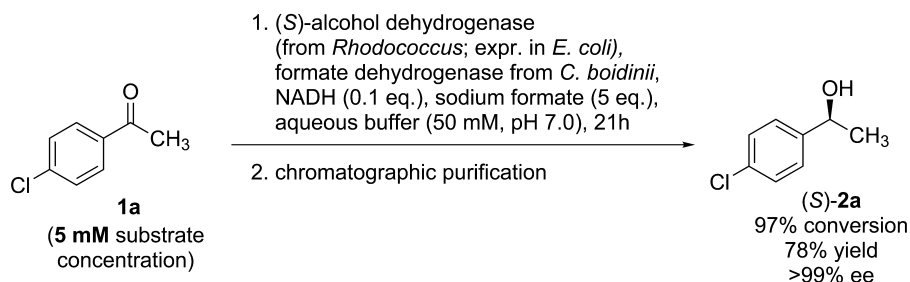 1. (S)-alcohol dehydrogenase
(from Rhodococcus; expr. in E. coli),
formate dehydrogenase from C. boidinii,
NADH (0.1 eq.), sodium formate (5 eq.),
aqueous buffer (50 mM, pH 7.0), 21h
2. chromatographic purification
O
CH3
Cl
1a
(5 mM substrate
concentration)
OH
CH3
Cl
(S)-2a
97% conversion
78% yield
>99% ee